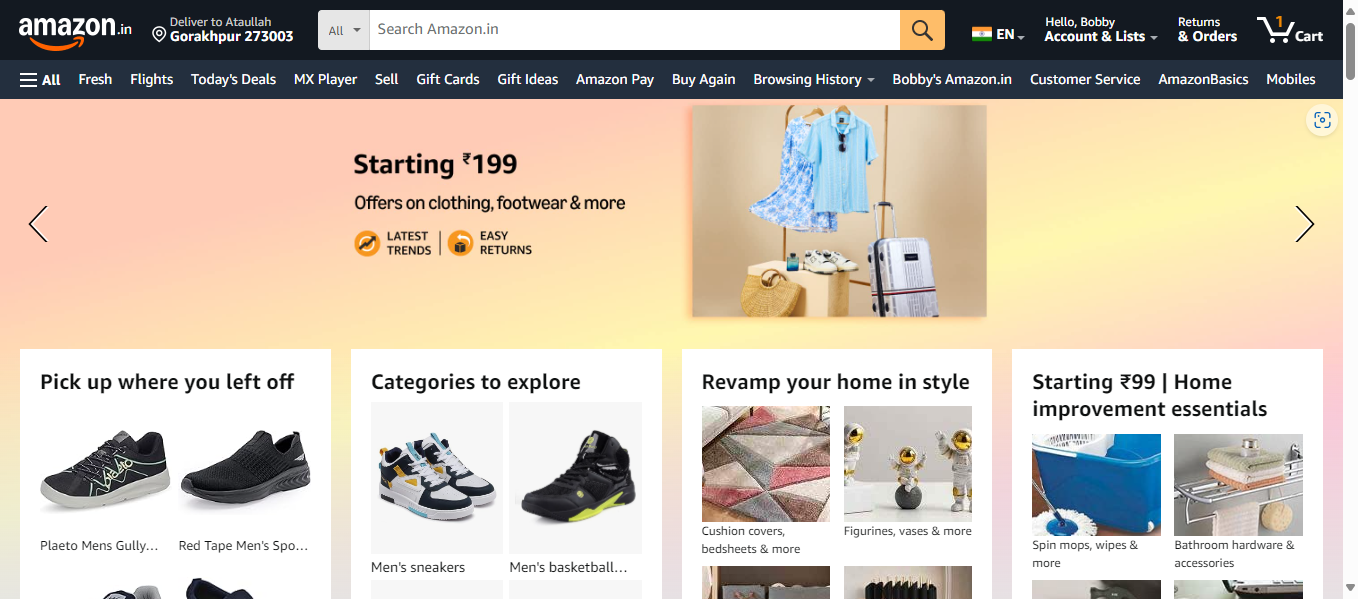 amazon.in
Deliver to Ataullah
Gorakhpur 273003
All
Search Amazon.in
EN
Hello, Bobby
Account & Lists
Returns
& Orders
1
Cart
All Fresh Flights Today's Deals MX Player Sell Gift Cards Gift Ideas Amazon Pay Buy Again Browsing History Bobby's Amazon.in Customer Service AmazonBasics Mobiles
Starting ₹199
Offers on clothing, footwear & more
LATEST
TRENDS
EASY
RETURNS
Pick up where you left off
Plaeto Mens Gully...
Red Tape Men's Spo...
Categories to explore
Men's sneakers
Men's basketball...
Revamp your home in style
Cushion covers,
bedsheets & more
Figurines, vases & more
Starting ₹99 | Home
improvement essentials
Spin mops, wipes &
more
Bathroom hardware &
accessories